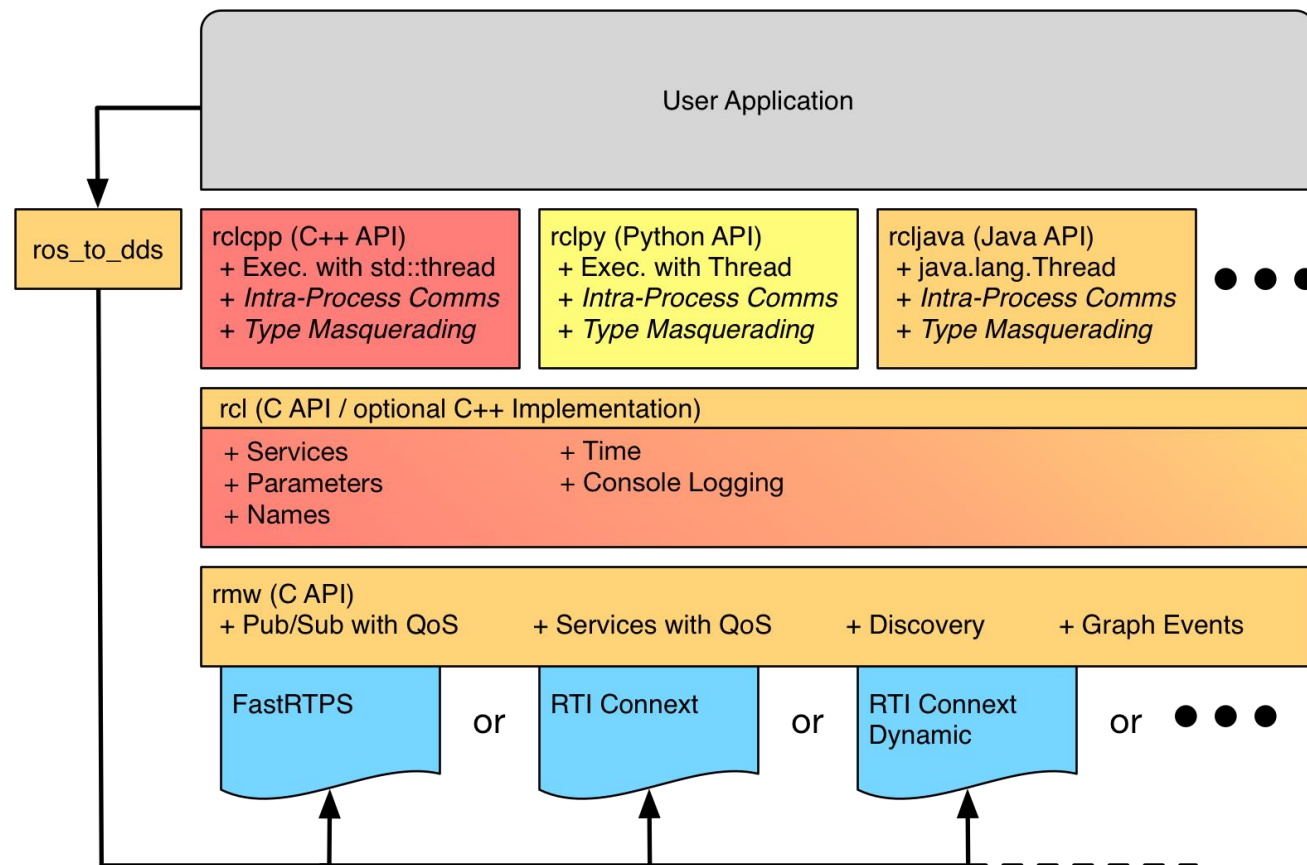 User Application
ros_to_dds
rclcpp (C++ API)
+ Exec. with std::thread
+ Intra-Process Comms
+ Type Masquerading
rclpy (Python API)
+ Exec. with Thread
+ Intra-Process Comms
+ Type Masquerading
rcljava (Java API)
+ java.lang.Thread
+ Intra-Process Comms
+ Type Masquerading
rcl (C API / optional C++ Implementation)
+ Services
+ Parameters
+ Names
+ Time
+ Console Logging
rmw (C API)
+ Pub/Sub with QoS + Services with QoS + Discovery + Graph Events
FastRTPS
or
RTI Connext
or
RTI Connext
Dynamic
or